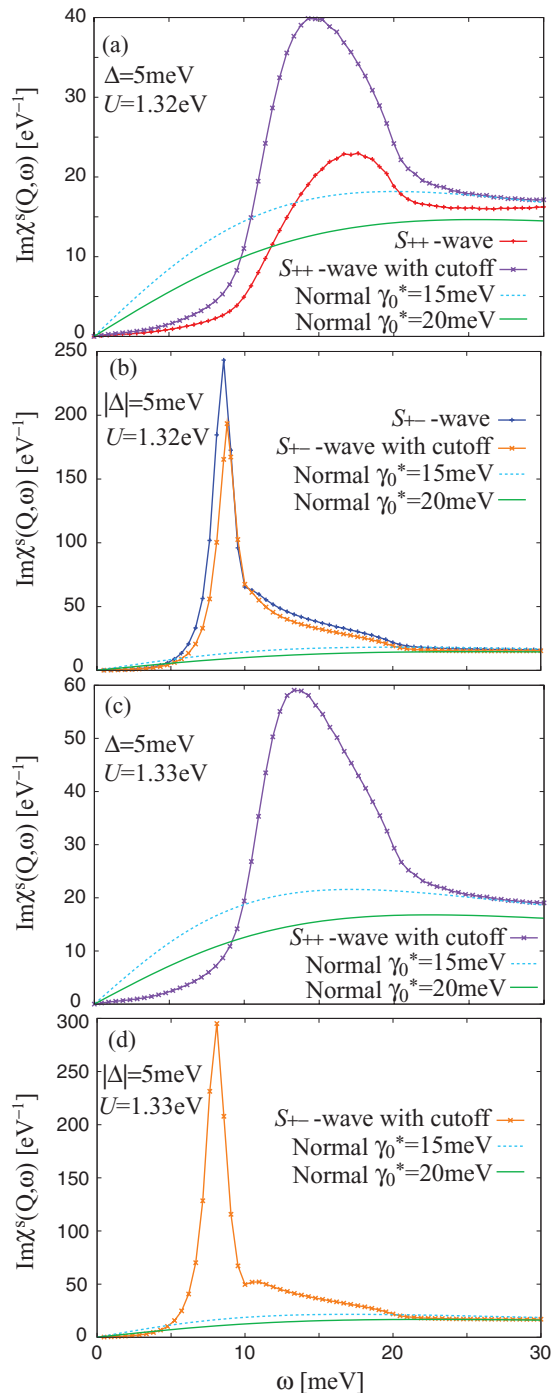 (a)
Δ=5meV
U=1.32eV
Imχˢ(Q,ω) [eV⁻¹]
40
30
20
10
0
S++ -wave
S++ -wave with cutoff
Normal γ₀*=15meV
Normal γ₀*=20meV
(b)
|Δ|=5meV
U=1.32eV
Imχˢ(Q,ω) [eV⁻¹]
250
200
150
100
50
0
S+− -wave
S+− -wave with cutoff
Normal γ₀*=15meV
Normal γ₀*=20meV
(c)
Δ=5meV
U=1.33eV
Imχˢ(Q,ω) [eV⁻¹]
60
50
40
30
20
10
0
S++ -wave with cutoff
Normal γ₀*=15meV
Normal γ₀*=20meV
(d)
|Δ|=5meV
U=1.33eV
Imχˢ(Q,ω) [eV⁻¹]
300
250
200
150
100
50
0
S+− -wave with cutoff
Normal γ₀*=15meV
Normal γ₀*=20meV
0 10 20 30
ω [meV]